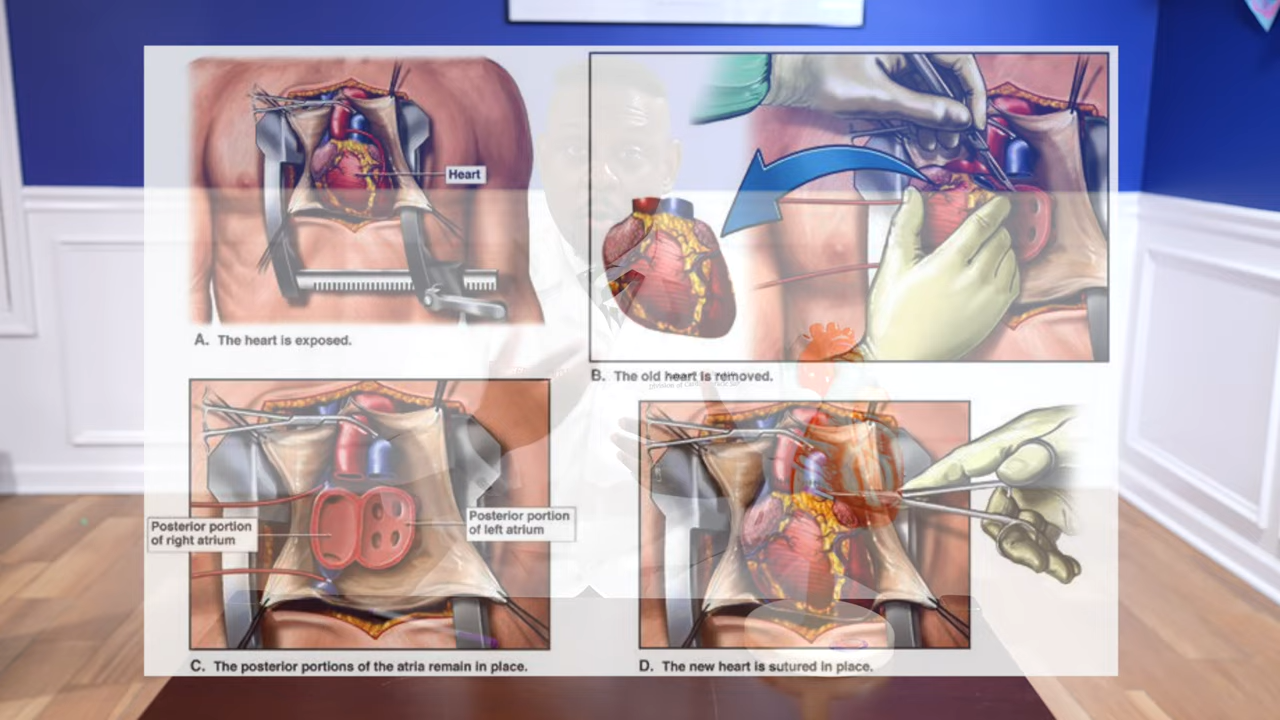 Heart
A. The heart is exposed.
B. The old heart is removed.
Posterior portion
of right atrium
Posterior portion
of left atrium
C. The posterior portions of the atria remain in place.
D. The new heart is sutured in place.